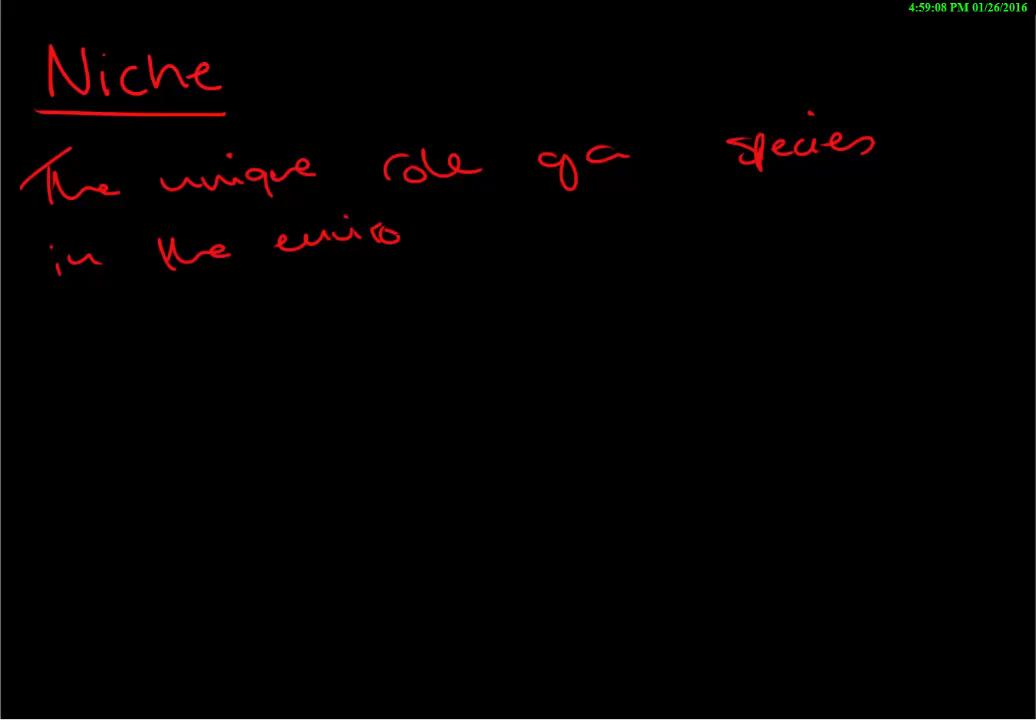 4:59:08 PM 01/26/2016
Niche
The unique role of a species
in the enviro